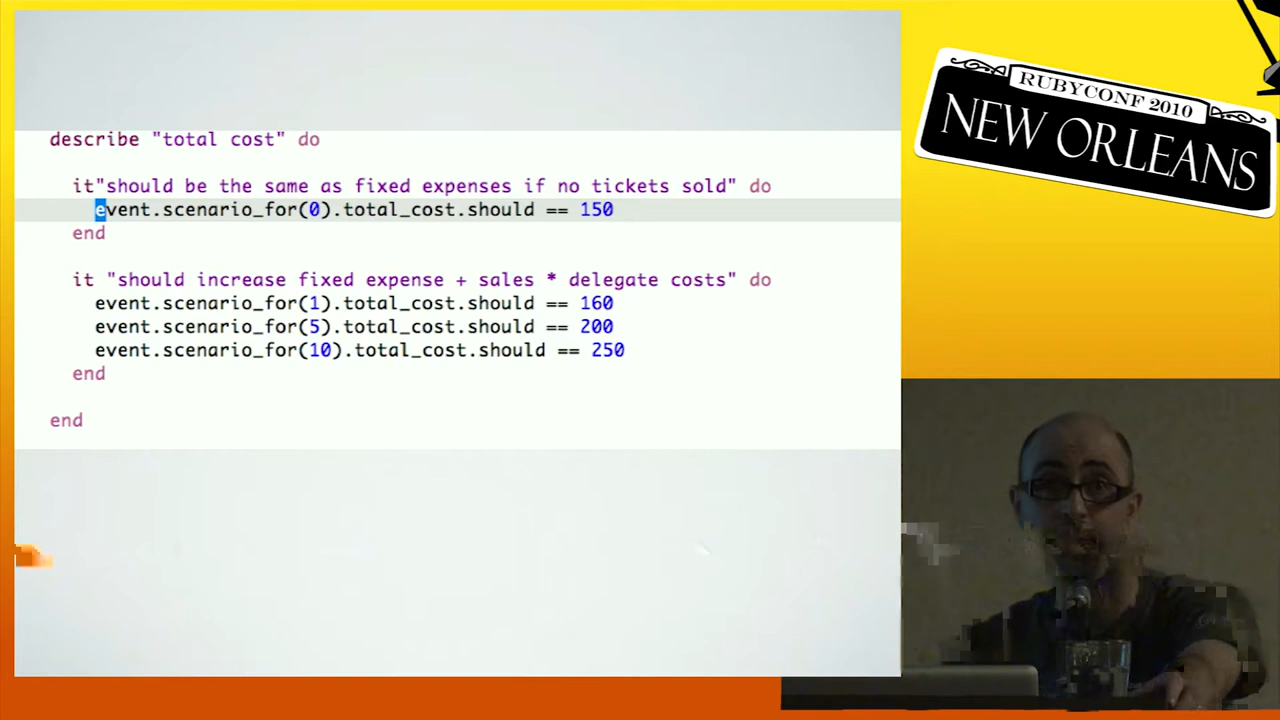 describe "total cost" do
it"should be the same as fixed expenses if no tickets sold" do
event.scenario_for(0).total_cost.should == 150
end
it "should increase fixed expense + sales * delegate costs" do
event.scenario_for(1).total_cost.should == 160
event.scenario_for(5).total_cost.should == 200
event.scenario_for(10).total_cost.should == 250
end
end
RUBYCONF 2010
NEW ORLEANS